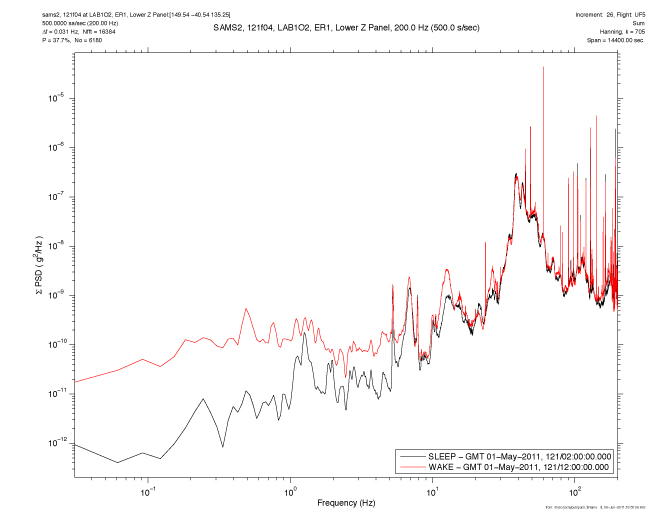 sams2, 121f04 at LAB1O2, ER1, Lower Z Panel:[149.54 −40.54 135.25]
500.0000 sa/sec (200.00 Hz)
Δf = 0.031 Hz, Nfft = 16384
P = 37.7%, No = 6180
SAMS2, 121f04, LAB1O2, ER1, Lower Z Panel, 200.0 Hz (500.0 s/sec)
Increment: 26, Flight: UF5
Sum
Hanning, k = 705
Span = 14400.00 sec.
10−5
10−6
10−7
10−8
10−9
10−10
10−11
10−12
Σ PSD ( g2/Hz )
10−1
100
101
102
Frequency (Hz)
SLEEP − GMT 01−May−2011, 121/02:00:00.000
WAKE − GMT 01−May−2011, 121/12:00:00.000